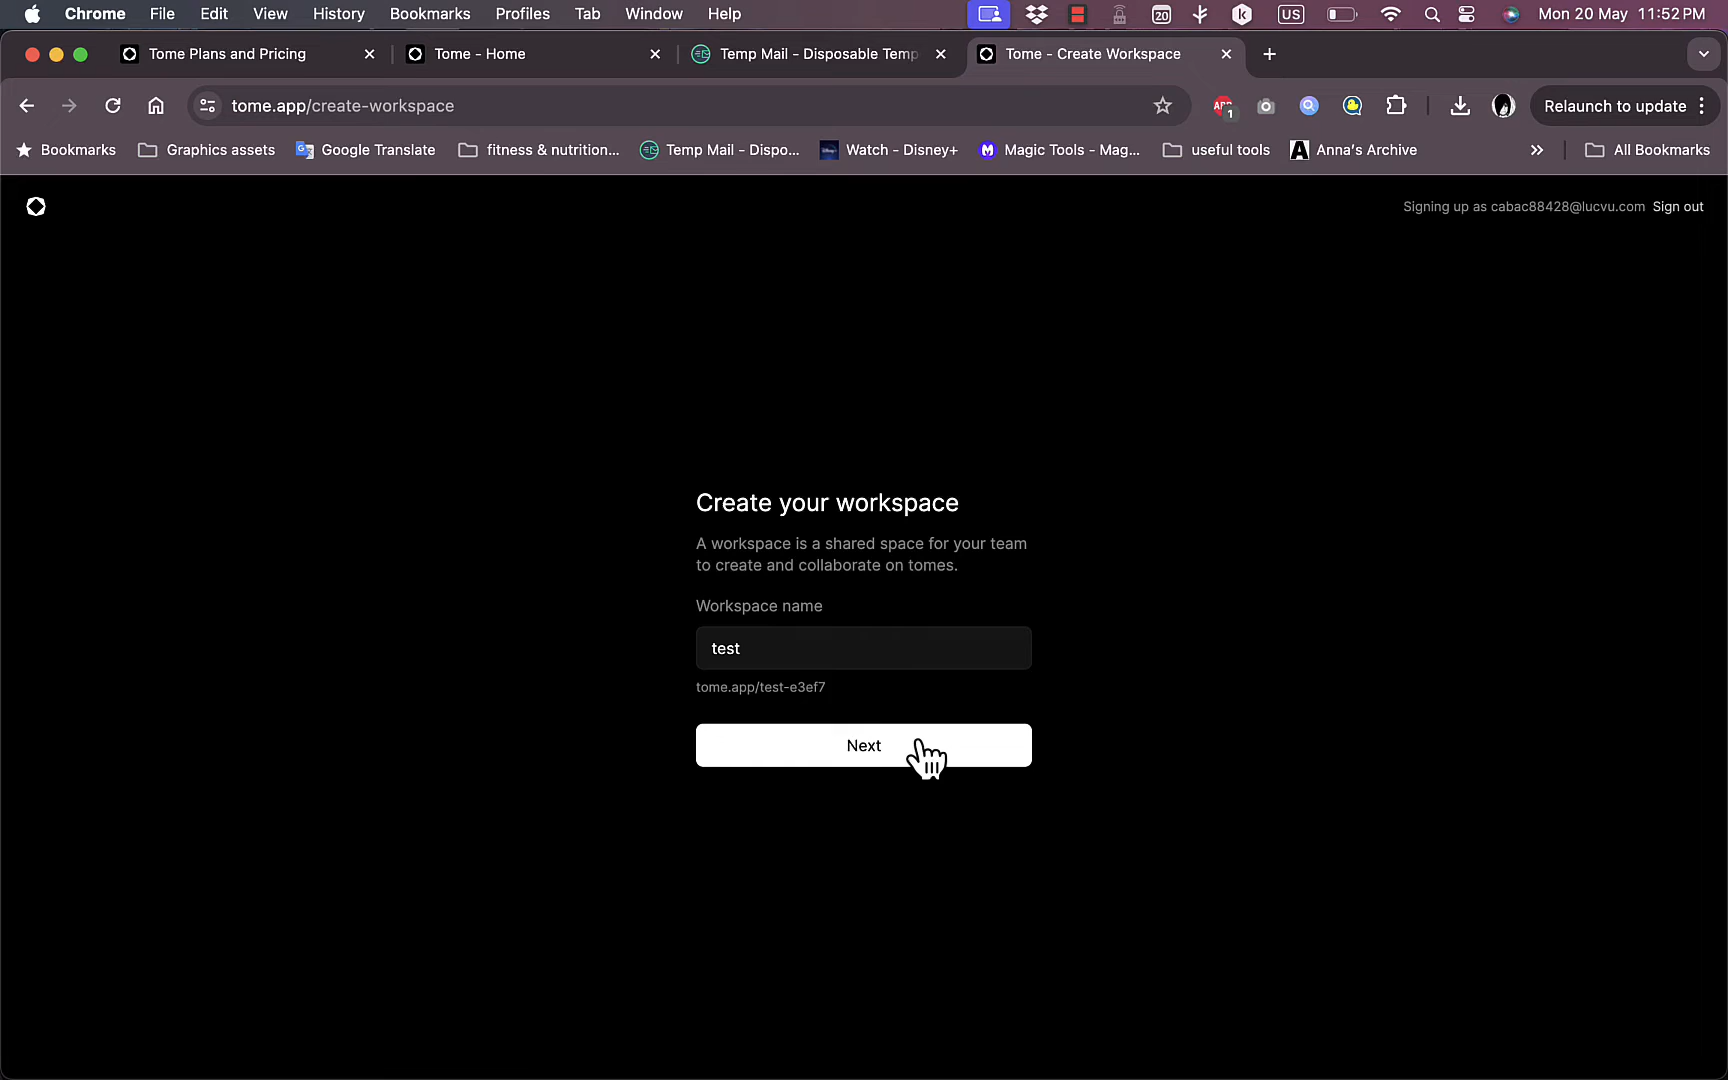 Chrome File Edit View History Bookmarks Profiles Tab Window Help 20 US Mon 20 May 11:52 PM
Tome Plans and Pricing Tome - Home Temp Mail - Disposable Temp Tome - Create Workspace
tome.app/create-workspace ABP 1 Relaunch to update
Bookmarks Graphics assets Google Translate fitness & nutrition... Temp Mail - Dispo... Watch - Disney+ Magic Tools - Mag... useful tools Anna's Archive All Bookmarks
Signing up as cabac88428@lucvu.com Sign out
Create your workspace
A workspace is a shared space for your team
to create and collaborate on tomes.
Workspace name
test
tome.app/test-e3ef7
Next